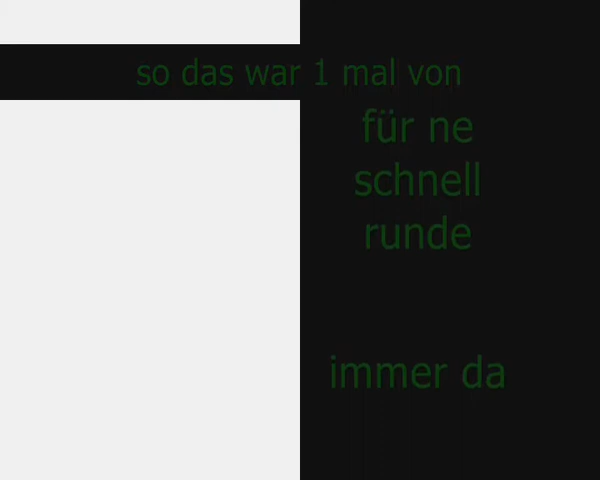 so das war 1 mal von
für ne
schnell
runde
immer da